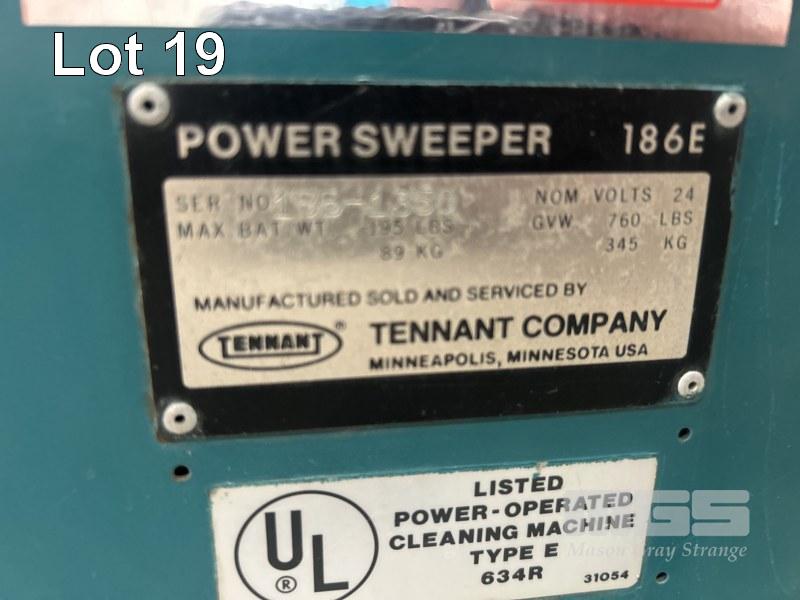 Lot 19
POWER SWEEPER 186E
SER NO NOM. VOLTS 24
MAX. BAT. WT. 195 LBS GVW 760 LBS
89 KG 345 KG
MANUFACTURED SOLD AND SERVICED BY
TENNANT® TENNANT COMPANY
MINNEAPOLIS, MINNESOTA USA
LISTED
POWER-OPERATED
CLEANING MACHINE
TYPE E
634R 31054
UL®
Mason Gray Strange